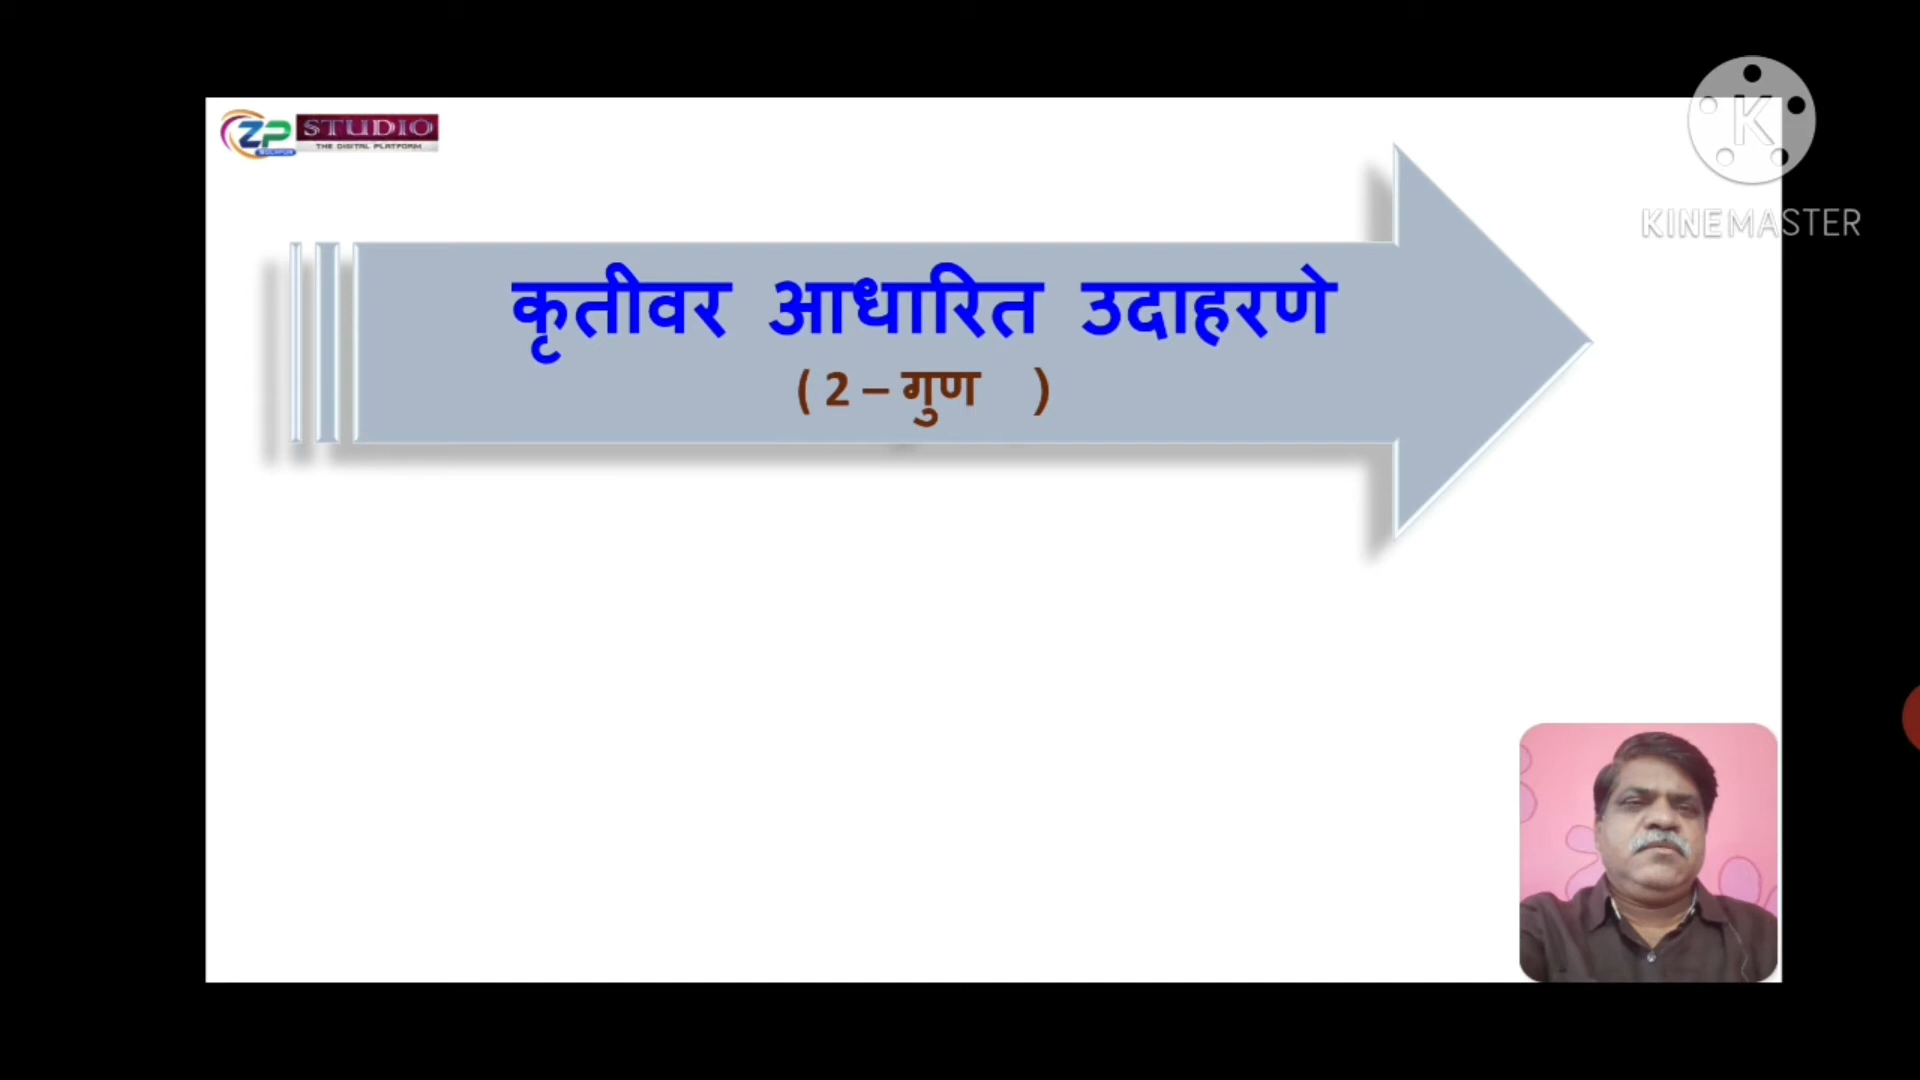 ZP STUDIO
THE DIGITAL PLATFORM
K
KINEMASTER
कृतीवर आधारित उदाहरणे
( 2 – गुण )